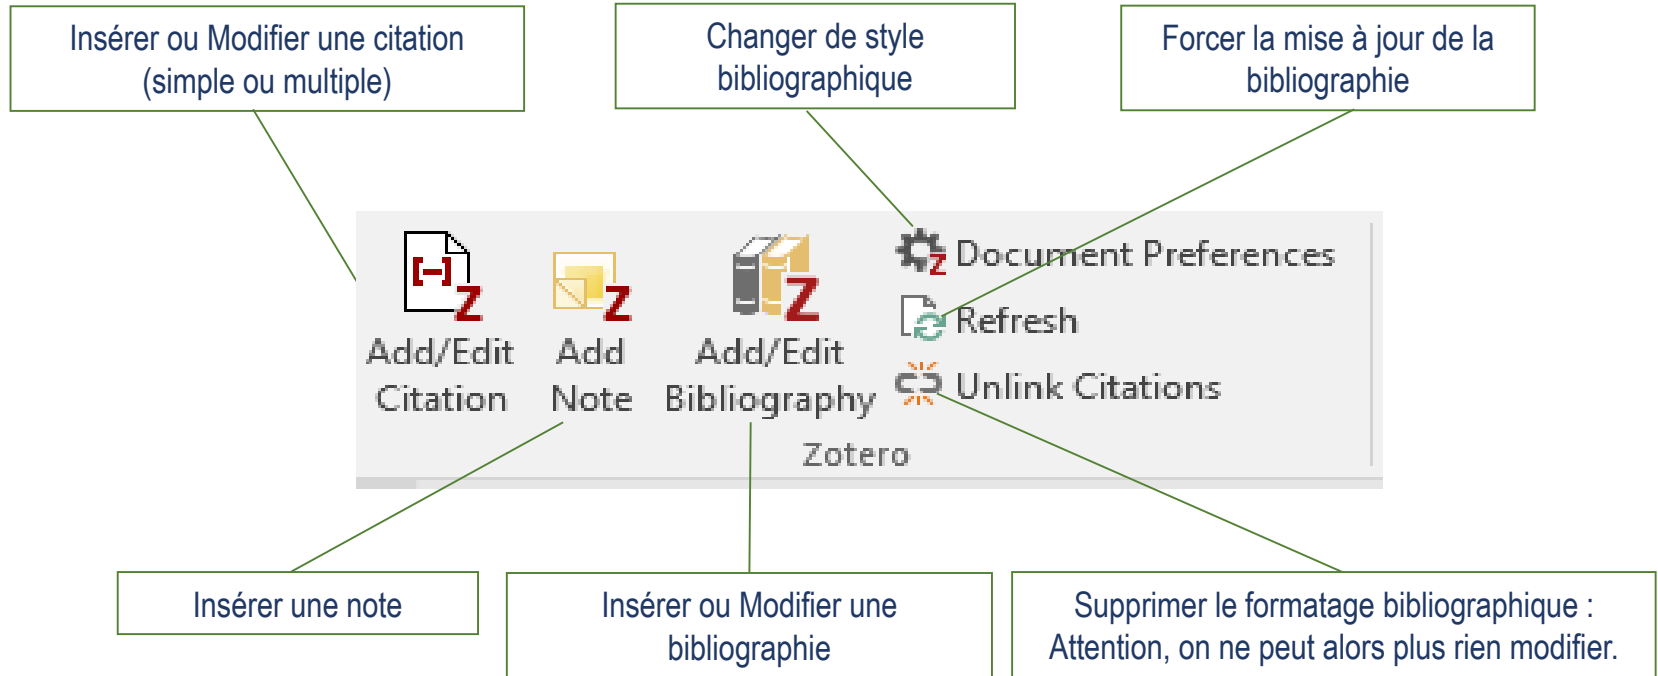 Insérer ou Modifier une citation
(simple ou multiple)
Changer de style
bibliographique
Forcer la mise à jour de la
bibliographie
[-]
Z
Add/Edit
Citation
Z
Add
Note
Z
Add/Edit
Bibliography
Z
Document Preferences
Refresh
Unlink Citations
Zotero
Insérer une note
Insérer ou Modifier une
bibliographie
Supprimer le formatage bibliographique :
Attention, on ne peut alors plus rien modifier.